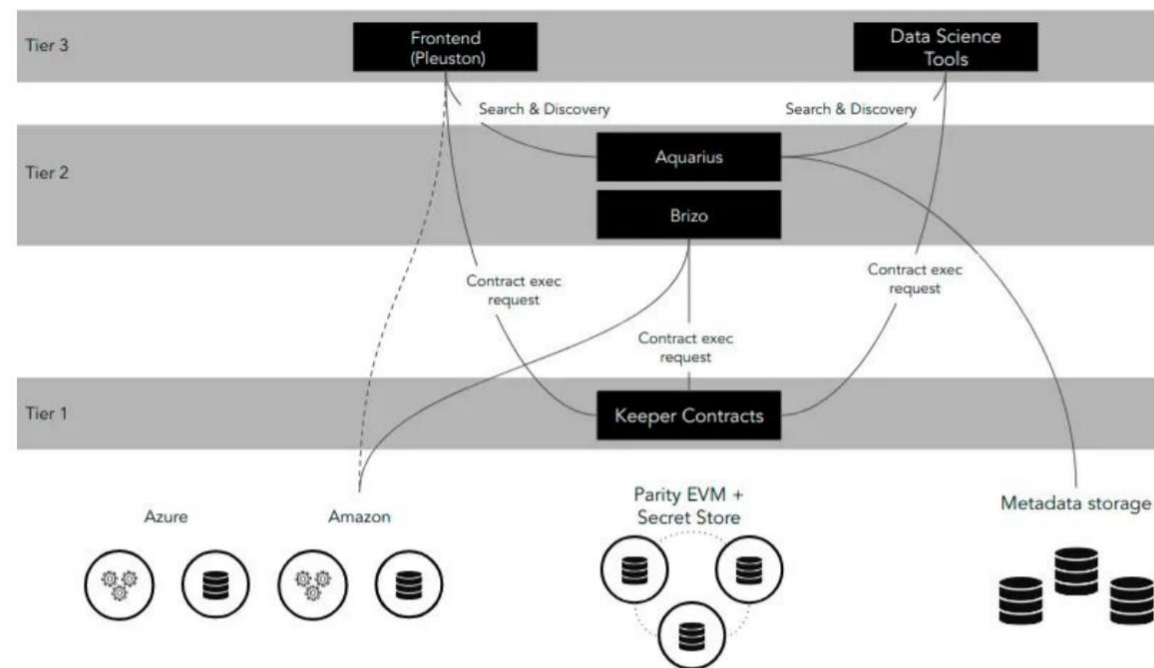 Tier 3
Frontend
(Pleuston)
Data Science
Tools
Search & Discovery
Search & Discovery
Tier 2
Aquarius
Brizo
Contract exec
request
Contract exec
request
Contract exec
request
Tier 1
Keeper Contracts
Azure
Amazon
Parity EVM +
Secret Store
Metadata storage